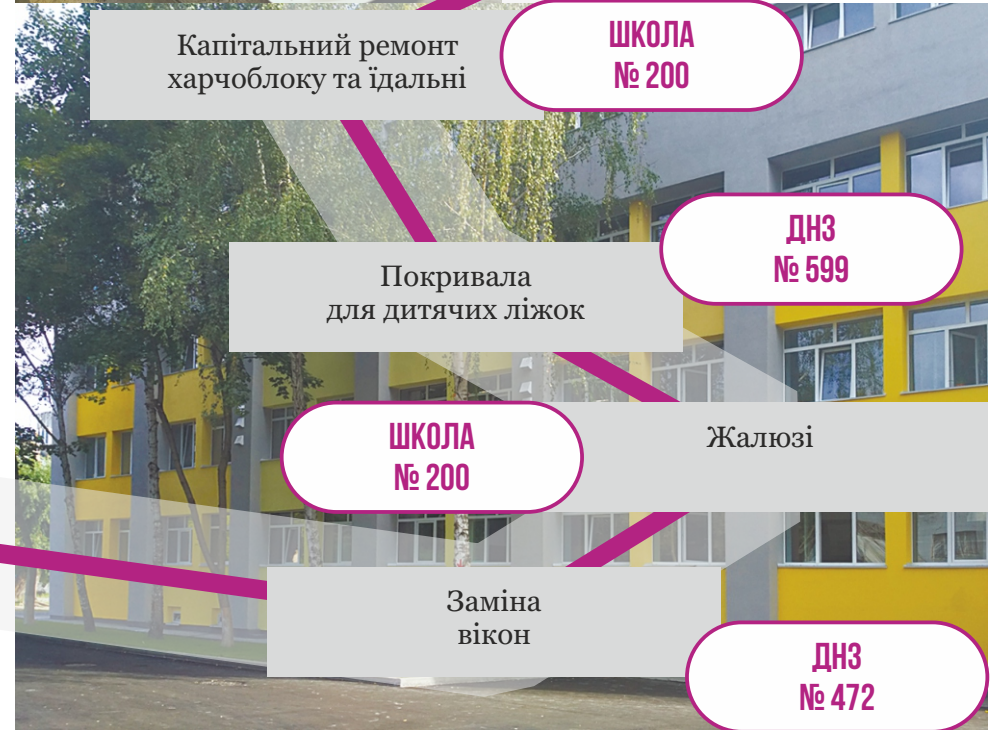 Капітальний ремонт
харчоблоку та їдальні
ШКОЛА
№ 200
ДНЗ
№ 599
Покривала
для дитячих ліжок
ШКОЛА
№ 200
Жалюзі
Заміна
вікон
ДНЗ
№ 472